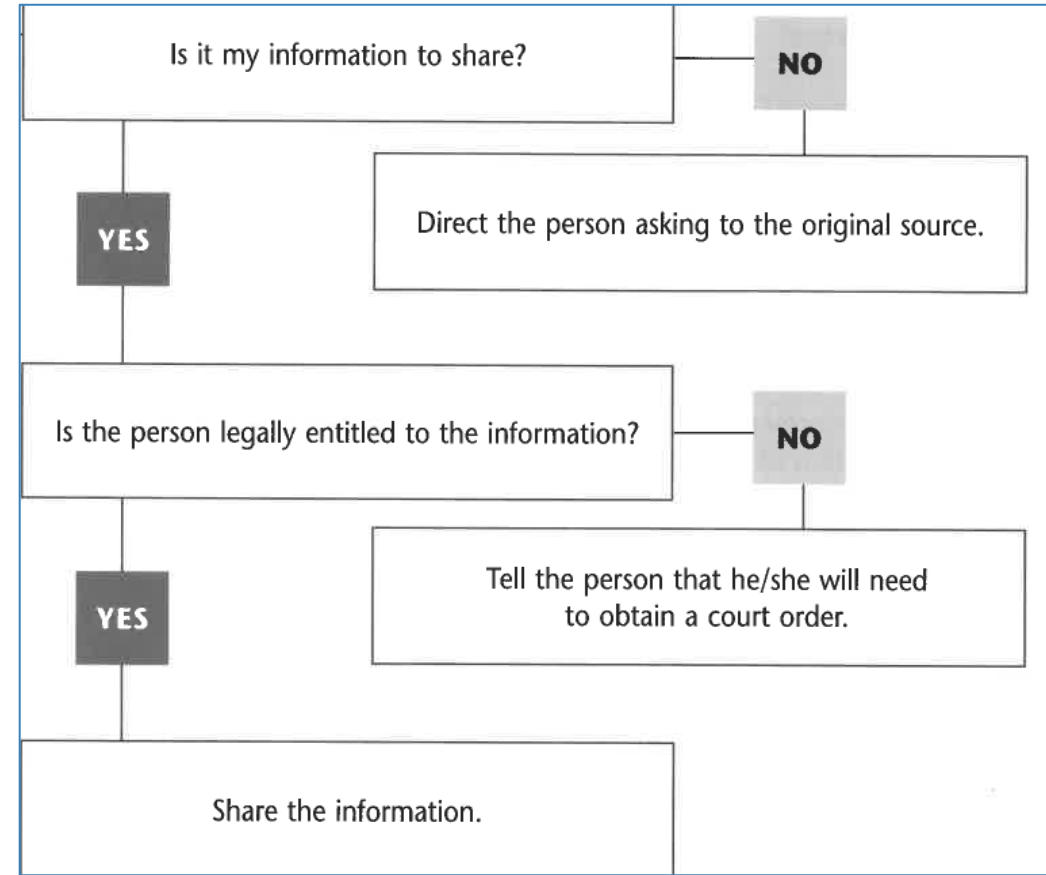 Is it my information to share?
NO
Direct the person asking to the original source.
YES
Is the person legally entitled to the information?
NO
Tell the person that he/she will need
to obtain a court order.
YES
Share the information.